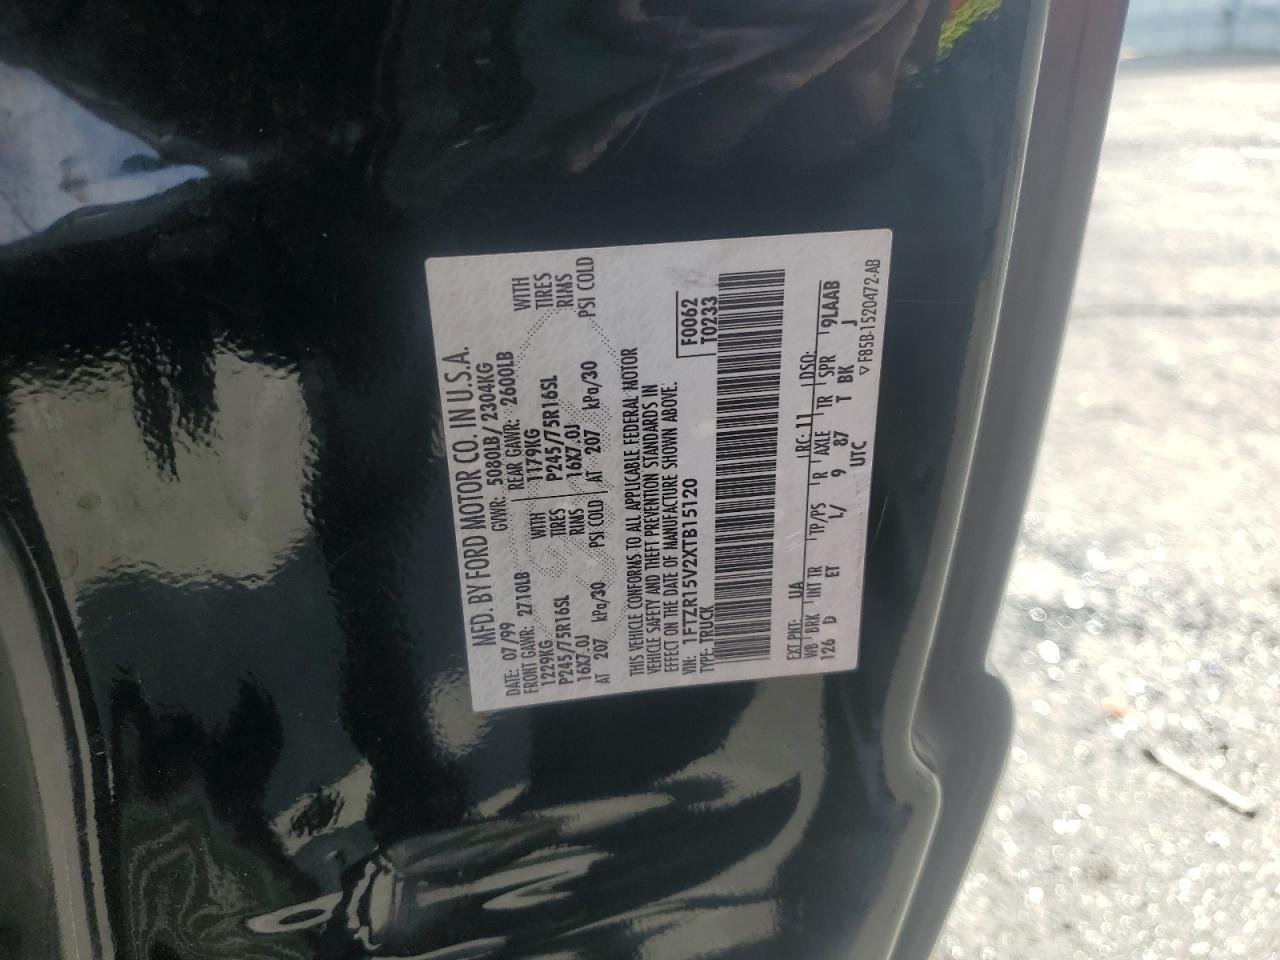 MFD. BY FORD MOTOR CO. IN U.S.A.
DATE: 07/99 GVWR: 5080LB/ 2304KG
FRONT GAWR: 2710LB REAR GAWR: 2600LB
1229KG WITH 1179KG WITH
P245/75R16SL TIRES P245/75R16SL TIRES
16X7.0J RIMS 16X7.0J RIMS
AT 207 kPa/30 PSI COLD AT 207 kPa/30 PSI COLD
THIS VEHICLE CONFORMS TO ALL APPLICABLE FEDERAL MOTOR
VEHICLE SAFETY AND THEFT PREVENTION STANDARDS IN
EFFECT ON THE DATE OF MANUFACTURE SHOWN ABOVE.
VIN: 1FTZR15V2XTB15120 F0062
TYPE: TRUCK T0233
EXT PNT: UA RC: 11 DSO:
WB BRK INT TR TP/PS R AXLE TR SPR 9LAAB
126 D ET L/ 9 87 T BK J
UTC ▽ F85B-1520472-AB